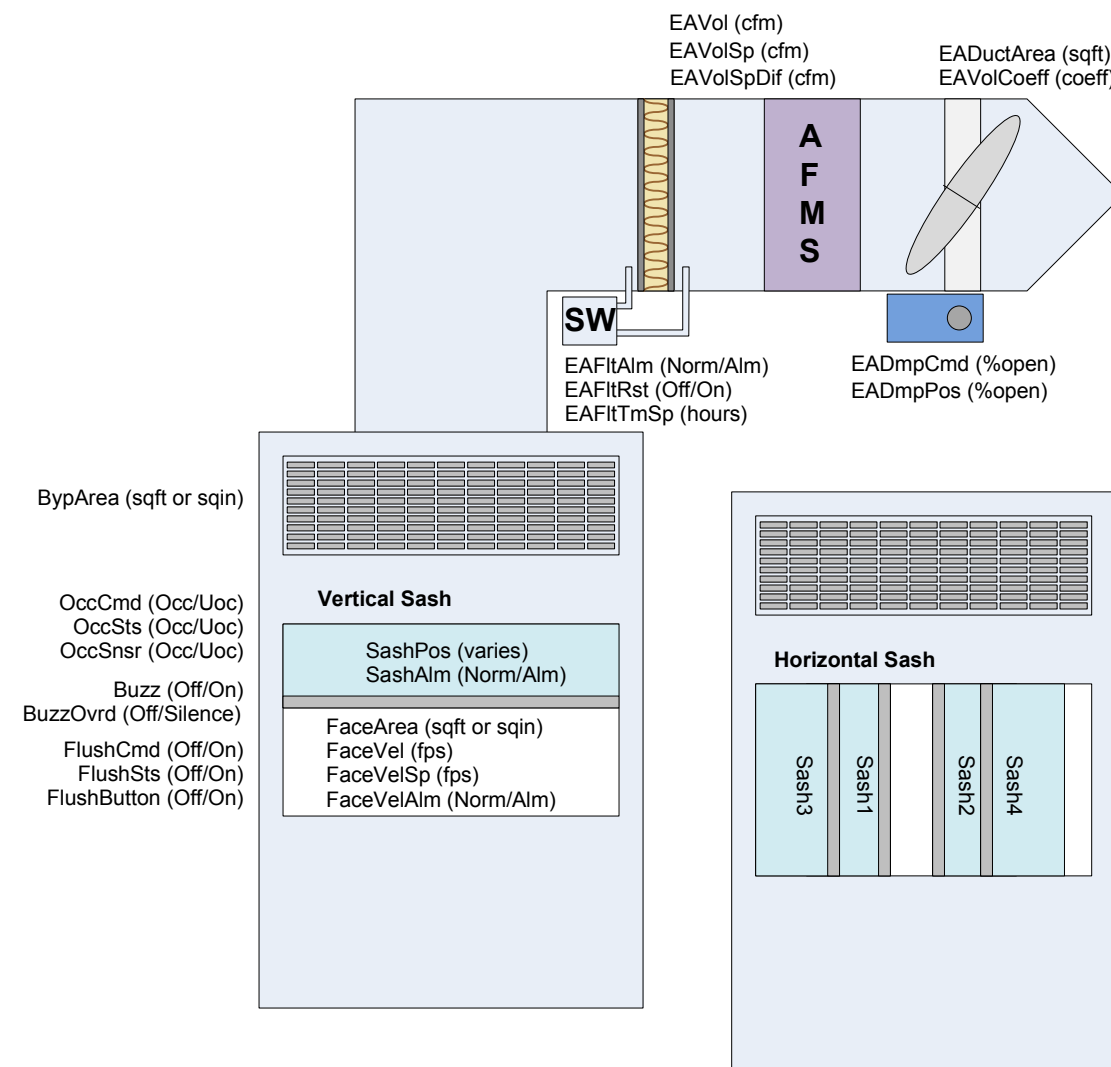 EAVol (cfm)
EAVolSp (cfm)
EAVolSpDif (cfm)
EADuctArea (sqft)
EAVolCoeff (coeff)
A
F
M
S
SW
EAFltAlm (Norm/Alm)
EAFltRst (Off/On)
EAFltTmSp (hours)
EADmpCmd (%open)
EADmpPos (%open)
BypArea (sqft or sqin)
OccCmd (Occ/Uoc)
OccSts (Occ/Uoc)
OccSnsr (Occ/Uoc)
Buzz (Off/On)
BuzzOvrd (Off/Silence)
FlushCmd (Off/On)
FlushSts (Off/On)
FlushButton (Off/On)
Vertical Sash
SashPos (varies)
SashAlm (Norm/Alm)
FaceArea (sqft or sqin)
FaceVel (fps)
FaceVelSp (fps)
FaceVelAlm (Norm/Alm)
Horizontal Sash
Sash3
Sash1
Sash2
Sash4